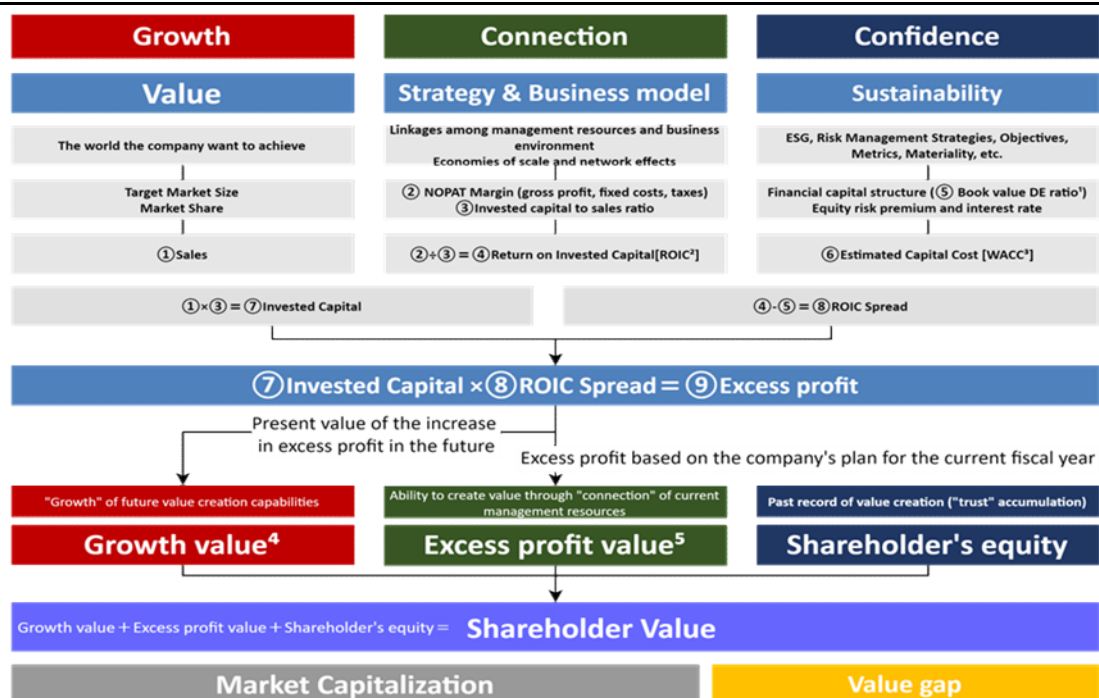 Growth
Connection
Confidence
Value
Strategy & Business model
Sustainability
The world the company want to achieve
Linkages among management resources and business
environment
Economies of scale and network effects
ESG, Risk Management Strategies, Objectives,
Metrics, Materiality, etc.
Target Market Size
Market Share
② NOPAT Margin (gross profit, fixed costs, taxes)
③Invested capital to sales ratio
Financial capital structure (⑤ Book value DE ratio¹)
Equity risk premium and interest rate
①Sales
②÷③=④Return on Invested Capital[ROIC²]
⑥Estimated Capital Cost [WACC³]
①×③=⑦Invested Capital
④-⑤=⑧ROIC Spread
⑦Invested Capital ×⑧ROIC Spread=⑨Excess profit
Present value of the increase
in excess profit in the future
Excess profit based on the company's plan for the current fiscal year
"Growth" of future value creation capabilities
Ability to create value through "connection" of current
management resources
Past record of value creation ("trust" accumulation)
Growth value⁴
Excess profit value⁵
Shareholder's equity
Growth value+Excess profit value+Shareholder's equity= Shareholder Value
Market Capitalization
Value gap